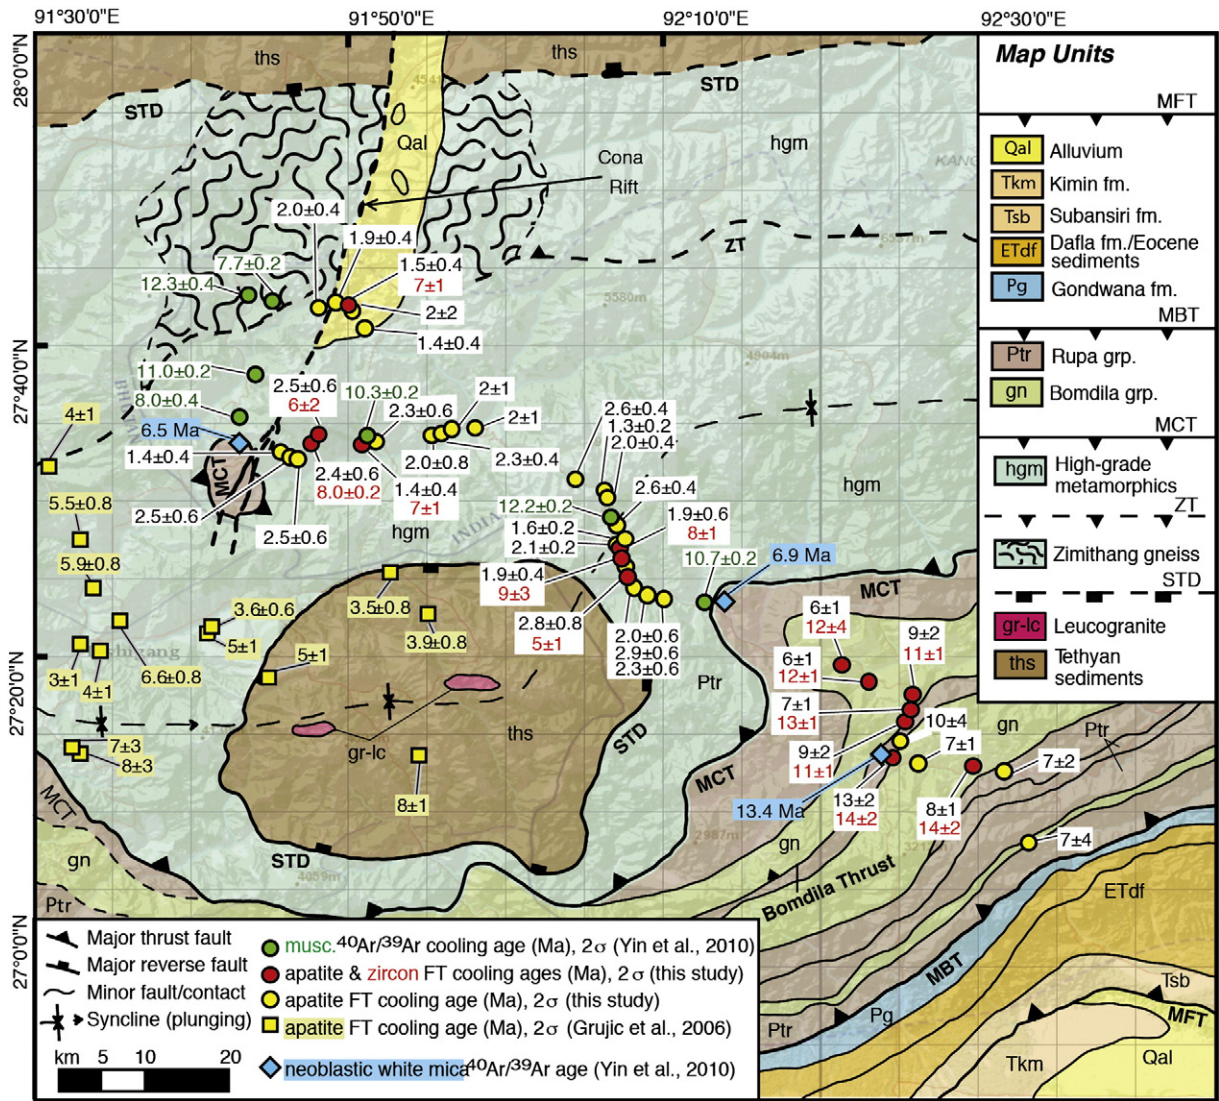 91°30'0"E 91°50'0"E 92°10'0"E 92°30'0"E
28°0'0"N
27°40'0"N
27°20'0"N
27°0'0"N
ths
ths
STD
STD
4541
Qal
Cona
Rift
hgm
ZT
5580m
4904m
2.0±0.4
1.9±0.4
7.7±0.2
12.3±0.4
1.5±0.4
7±1
2±2
1.4±0.4
11.0±0.2
8.0±0.4
6.5 Ma
1.4±0.4
2.5±0.6
6±2
10.3±0.2
2.3±0.6
2±1
2±1
2.3±0.4
2.0±0.8
2.4±0.6
8.0±0.2
1.4±0.4
7±1
2.5±0.6
2.5±0.6
MCT
hgm
INDIA
hgm
4±1
5.5±0.8
5.9±0.8
3.6±0.6
5±1
6.6±0.8
3±1
4±1
7±3
8±3
5±1
3.5±0.8
3.9±0.8
8±1
gr-lc
ths
STD
STD
4059m
2.6±0.4
1.3±0.2
2.0±0.4
2.6±0.4
12.2±0.2
1.6±0.2
2.1±0.2
1.9±0.6
8±1
1.9±0.4
9±3
2.8±0.8
5±1
2.0±0.6
2.9±0.6
2.3±0.6
10.7±0.2
6.9 Ma
MCT
Ptr
MCT
6±1
12±4
6±1
12±1
9±2
11±1
7±1
13±1
10±4
7±1
9±2
11±1
13.4 Ma
13±2
14±2
8±1
14±2
7±2
7±4
gn
Ptr
2987m
gn
Bomdila Thrust
MBT
Pg
Ptr
ETdf
Tsb
MFT
Tkm
Qal
MCT
gn
Ptr
Map Units
MFT
Qal Alluvium
Tkm Kimin fm.
Tsb Subansiri fm.
ETdf Dafla fm./Eocene
sediments
Pg Gondwana fm.
MBT
Ptr Rupa grp.
gn Bomdila grp.
MCT
hgm High-grade
metamorphics
ZT
Zimithang gneiss
STD
gr-lc Leucogranite
ths Tethyan
sediments
Major thrust fault
Major reverse fault
Minor fault/contact
Syncline (plunging)
km 5 10 20
musc. 40Ar/39Ar cooling age (Ma), 2σ (Yin et al., 2010)
apatite & zircon FT cooling ages (Ma), 2σ (this study)
apatite FT cooling age (Ma), 2σ (this study)
apatite FT cooling age (Ma), 2σ (Grujic et al., 2006)
neoblastic white mica 40Ar/39Ar age (Yin et al., 2010)